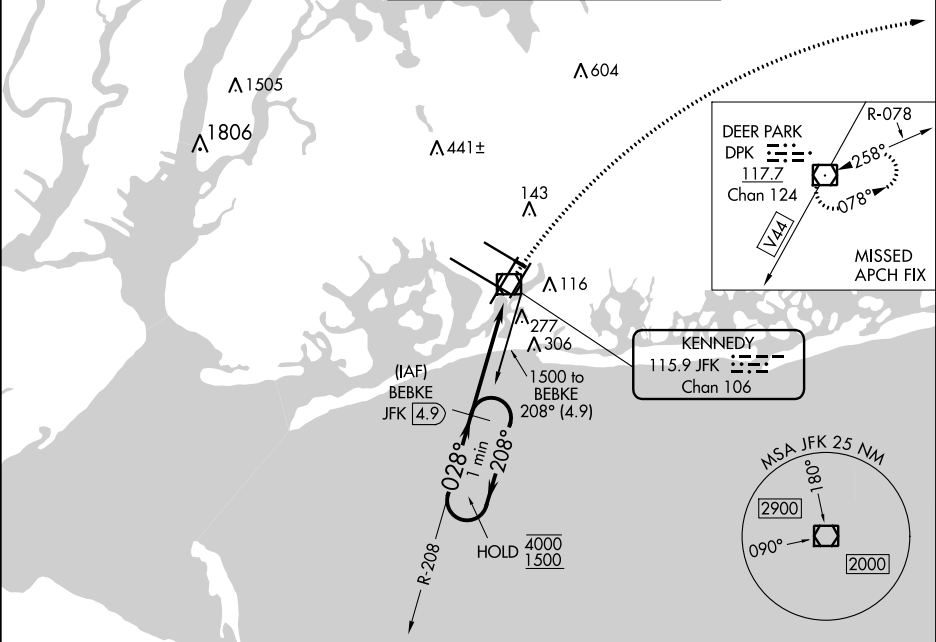 1505
604
1806
441±
143
R-078
DEER PARK
DPK
117.7
Chan 124
258°
078°
V44
MISSED
APCH FIX
116
277
306
KENNEDY
115.9 JFK
Chan 106
(IAF)
BEBKE
JFK 4.9
1500 to
BEBKE
208° (4.9)
028°
1 min
208°
HOLD 4000
1500
R-208
MSA JFK 25 NM
180°
2900
090°
2000